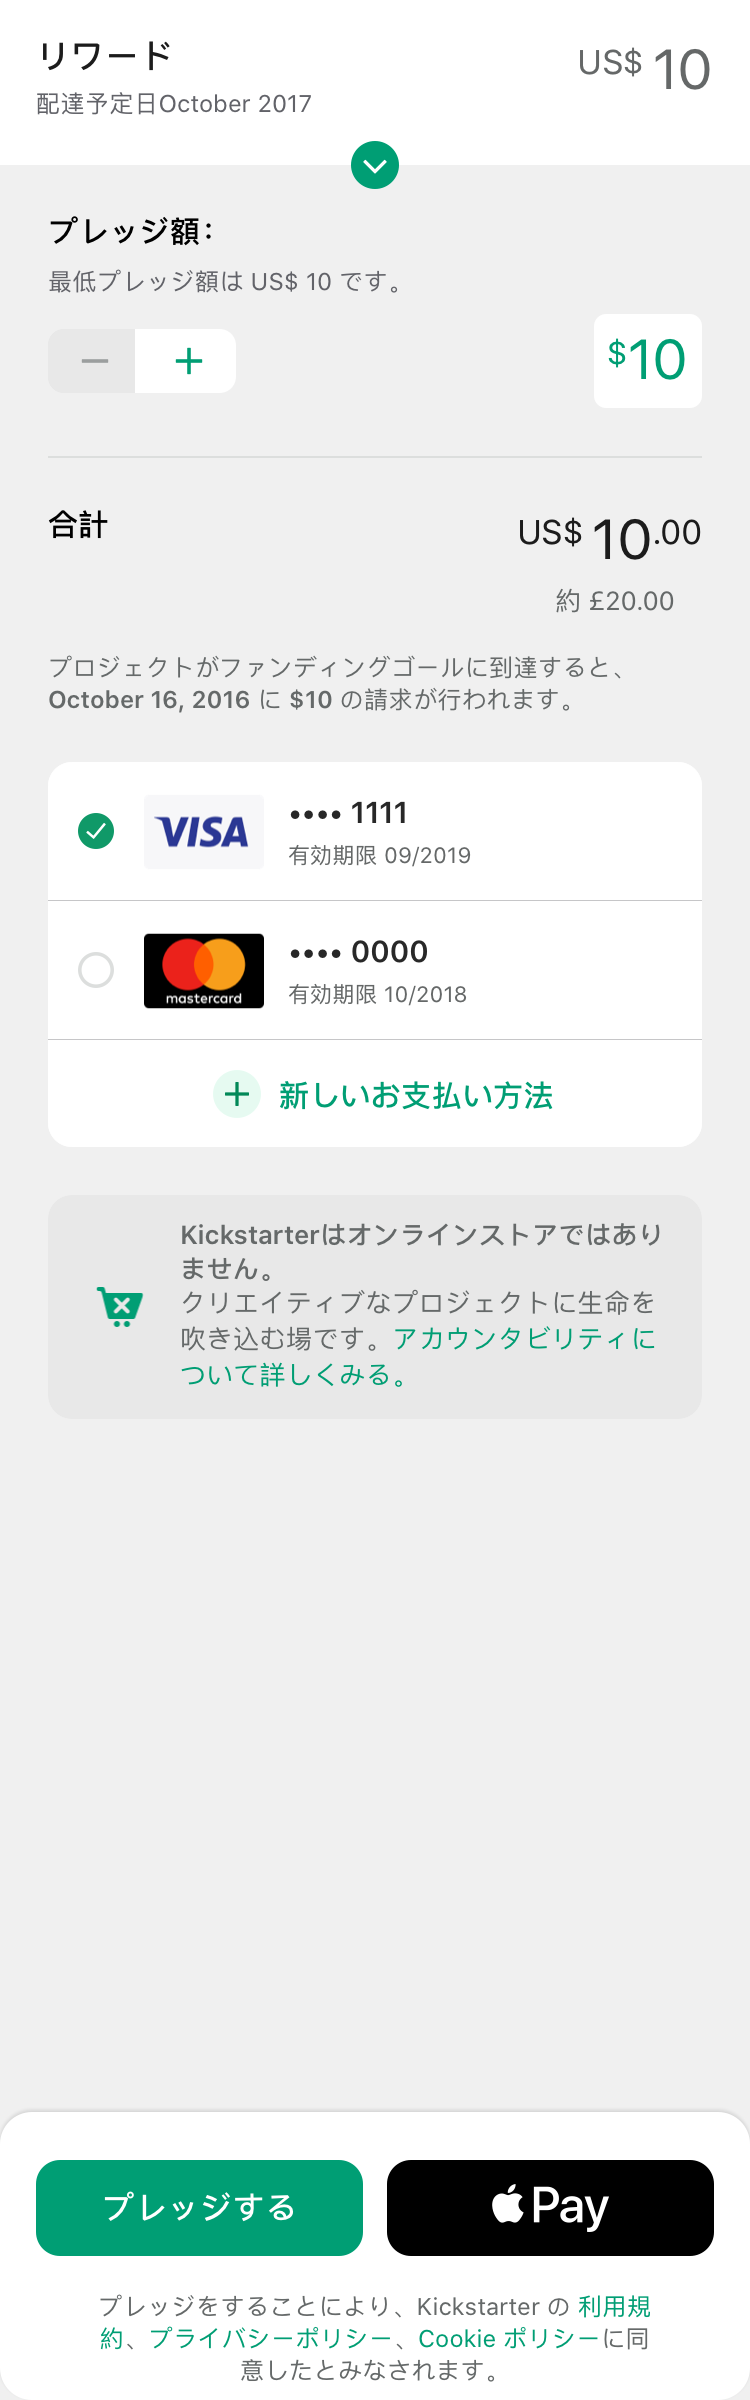 リワード
US$ 10
配達予定日October 2017
プレッジ額:
最低プレッジ額は US$ 10 です。
$10
合計
US$ 10.00
約 £20.00
プロジェクトがファンディングゴールに到達すると、
October 16, 2016 に $10 の請求が行われます。
VISA
•••• 1111
有効期限 09/2019
•••• 0000
mastercard
有効期限 10/2018
新しいお支払い方法
Kickstarterはオンラインストアではあり
ません。
クリエイティブなプロジェクトに生命を
吹き込む場です。アカウンタビリティに
ついて詳しくみる。
プレッジする
Pay
プレッジをすることにより、Kickstarter の 利用規
約、プライバシーポリシー、Cookie ポリシーに同
意したとみなされます。